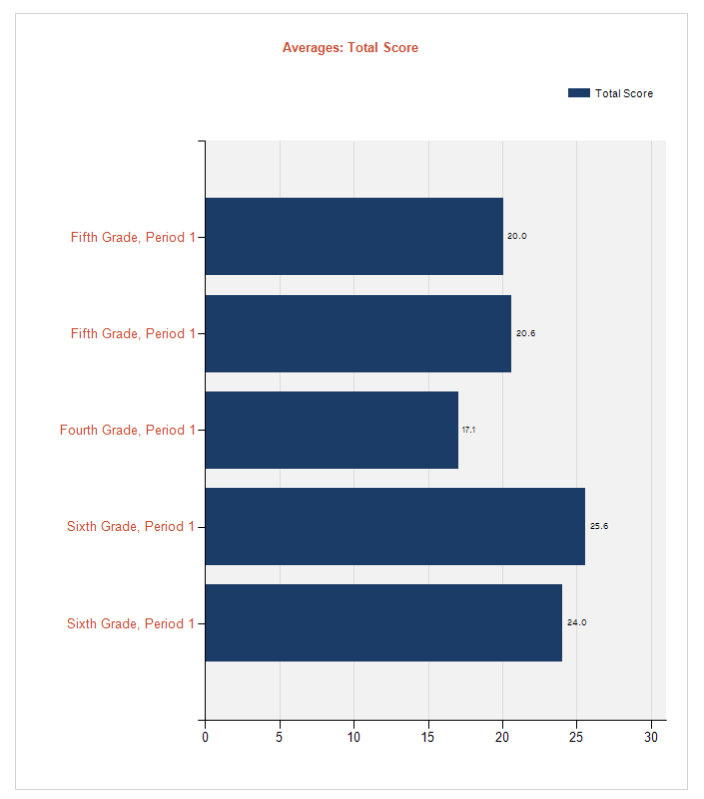 Averages: Total Score
Total Score
Fifth Grade, Period 1
20.0
Fifth Grade, Period 1
20.6
Fourth Grade, Period 1
17.1
Sixth Grade, Period 1
25.6
Sixth Grade, Period 1
24.0
0 5 10 15 20 25 30